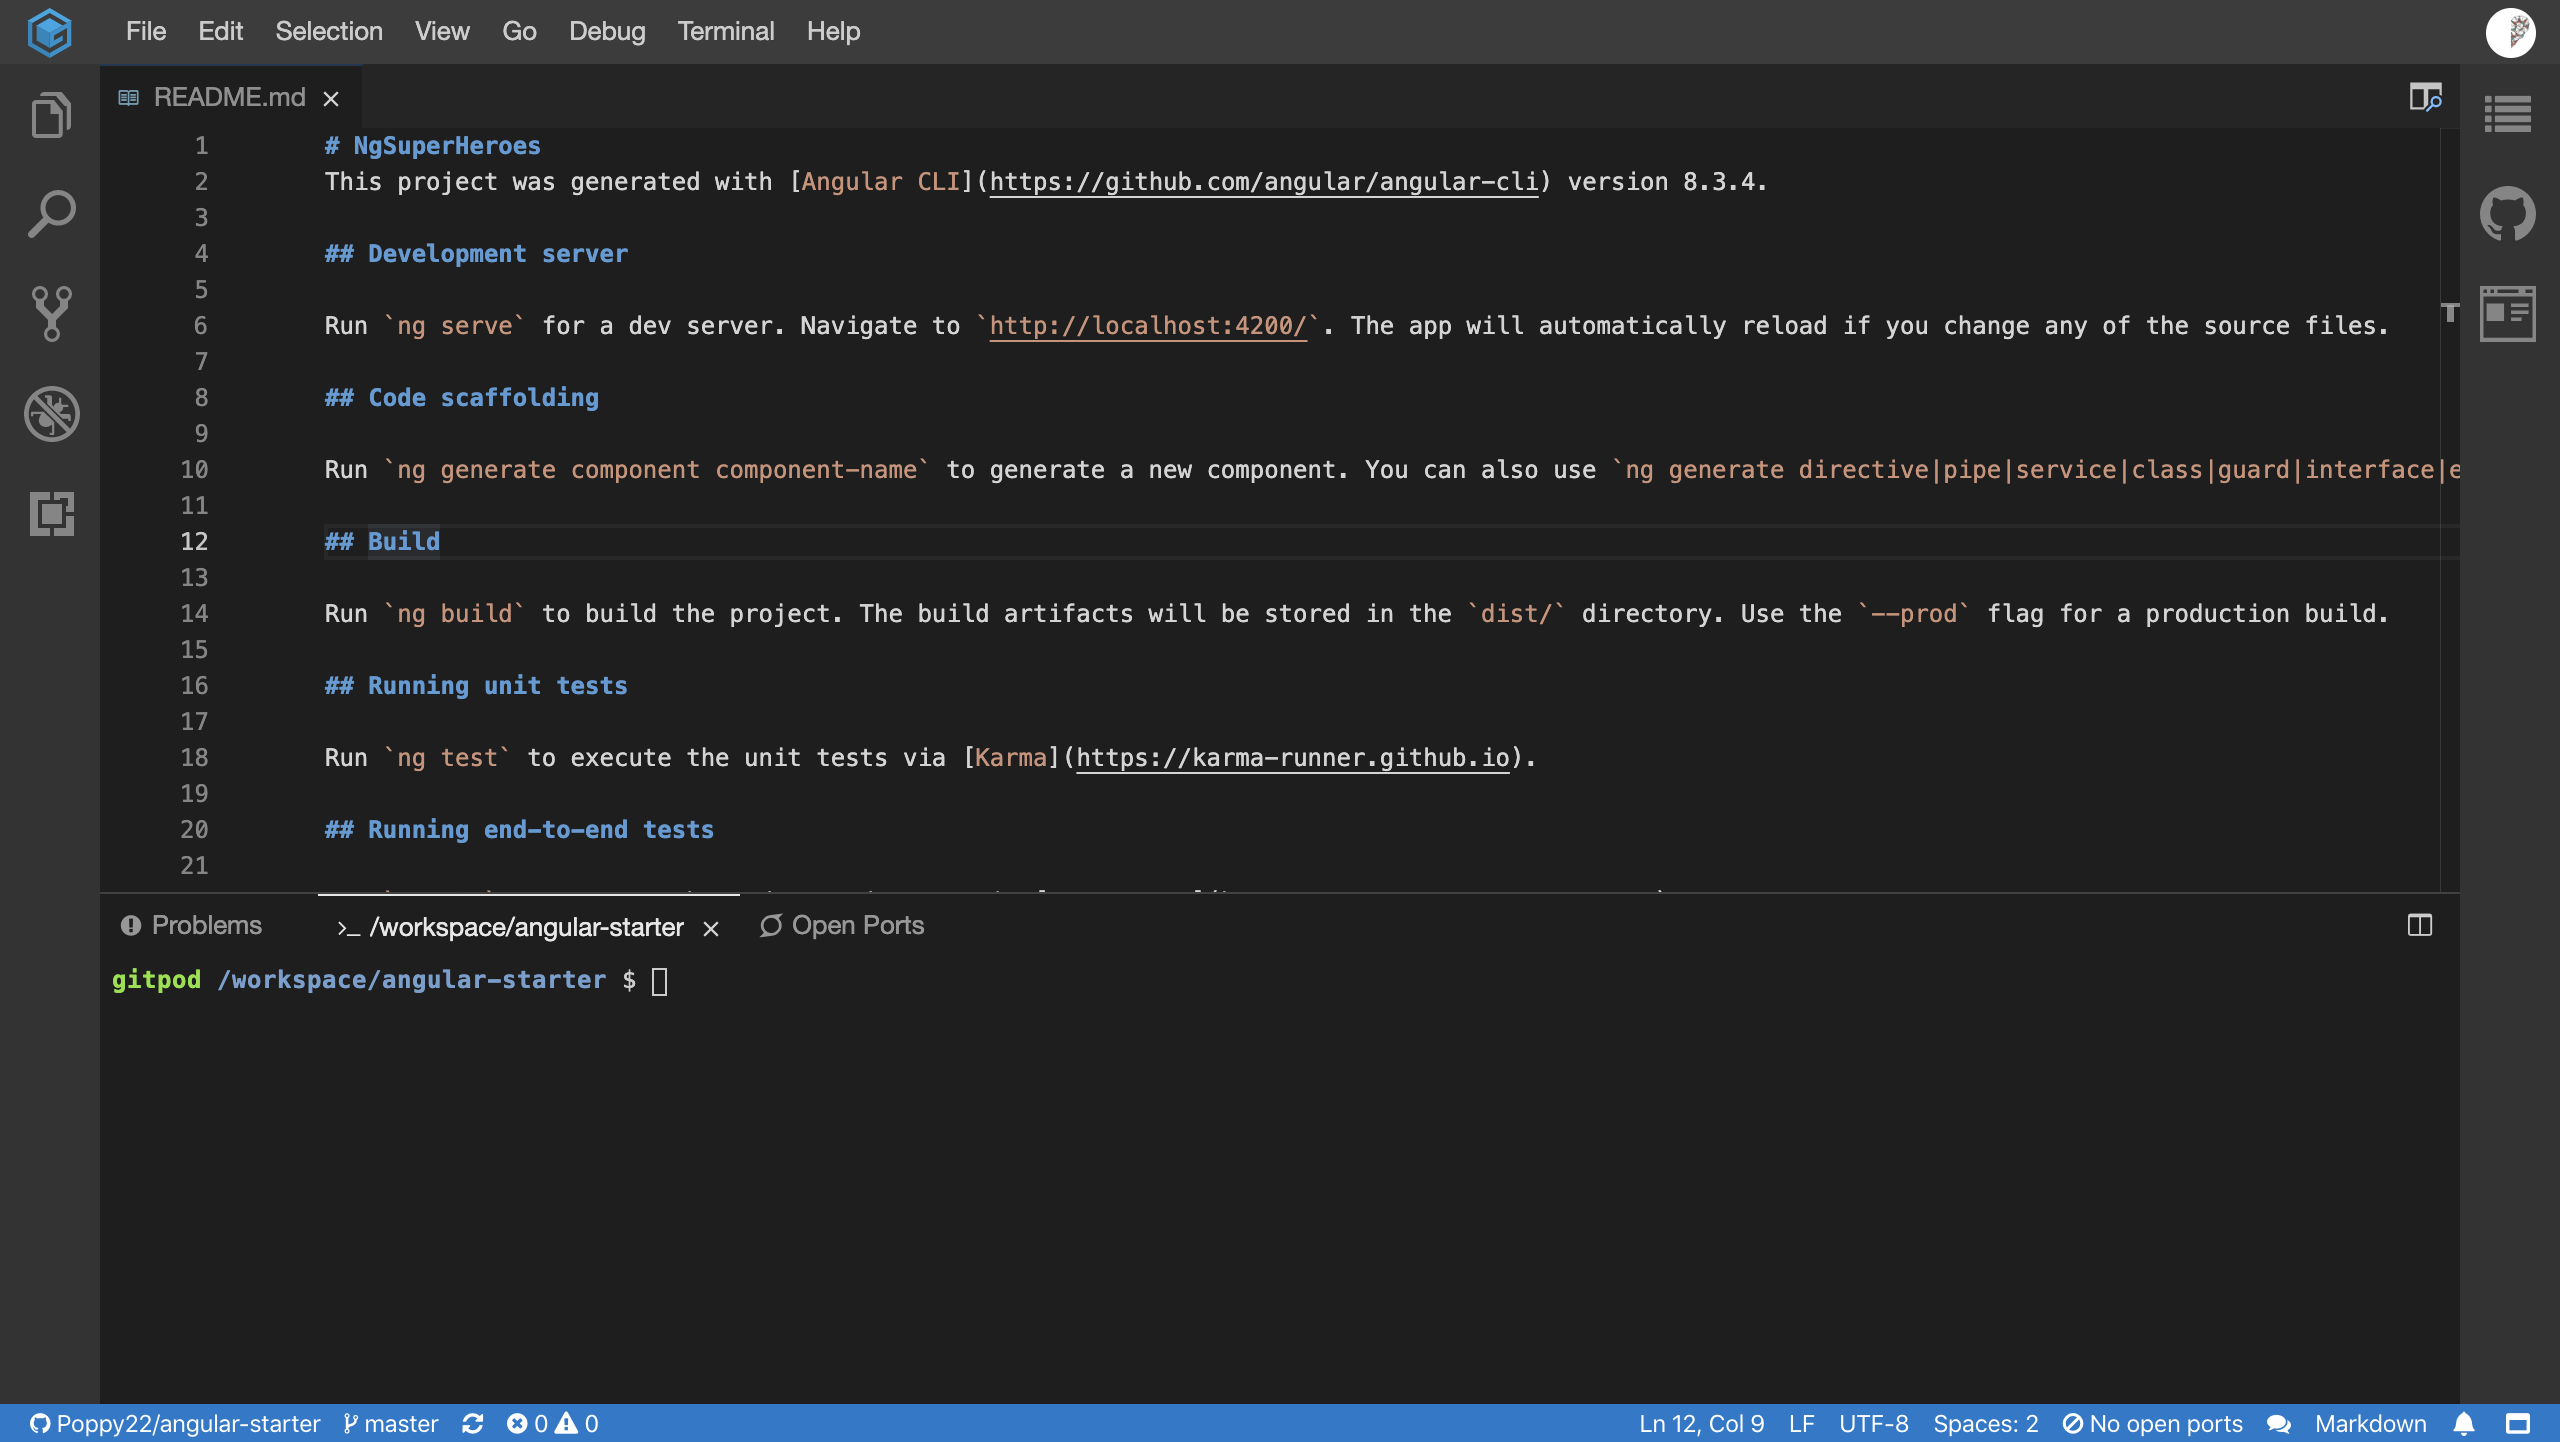 File Edit Selection View Go Debug Terminal Help
README.md
1 # NgSuperHeroes
2 This project was generated with [Angular CLI](https://github.com/angular/angular-cli) version 8.3.4.
3
4 ## Development server
5
6 Run `ng serve` for a dev server. Navigate to `http://localhost:4200/`. The app will automatically reload if you change any of the source files.
7
8 ## Code scaffolding
9
10 Run `ng generate component component-name` to generate a new component. You can also use `ng generate directive|pipe|service|class|guard|interface|e
11
12 ## Build
13
14 Run `ng build` to build the project. The build artifacts will be stored in the `dist/` directory. Use the `--prod` flag for a production build.
15
16 ## Running unit tests
17
18 Run `ng test` to execute the unit tests via [Karma](https://karma-runner.github.io).
19
20 ## Running end-to-end tests
21
Problems >_ /workspace/angular-starter Open Ports
gitpod /workspace/angular-starter $
Poppy22/angular-starter master 0 0 Ln 12, Col 9 LF UTF-8 Spaces: 2 No open ports Markdown